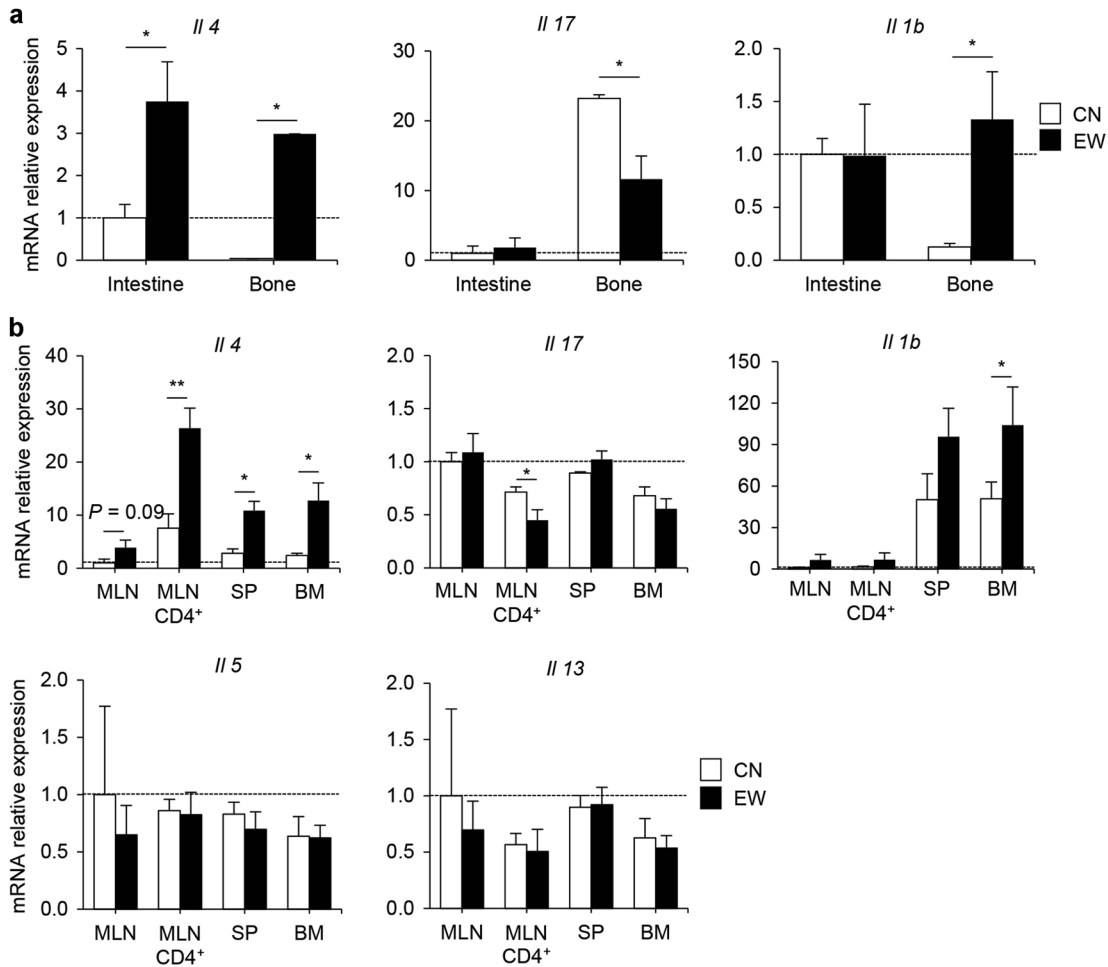 a
Il 4
mRNA relative expression
5
4
3
2
1
0
*
*
Intestine Bone
Il 17
30
20
10
0
*
Intestine Bone
Il 1b
2.0
1.5
1.0
0.5
0.0
*
Intestine Bone
CN
EW
b
Il 4
mRNA relative expression
40
30
20
10
0
P = 0.09
**
*
*
MLN MLN SP BM
CD4+
Il 17
2.0
1.5
1.0
0.5
0.0
*
MLN MLN SP BM
CD4+
Il 1b
150
120
90
60
30
0
*
MLN MLN SP BM
CD4+
Il 5
mRNA relative expression
2.0
1.5
1.0
0.5
0.0
MLN MLN SP BM
CD4+
Il 13
2.0
1.5
1.0
0.5
0.0
MLN MLN SP BM
CD4+
CN
EW